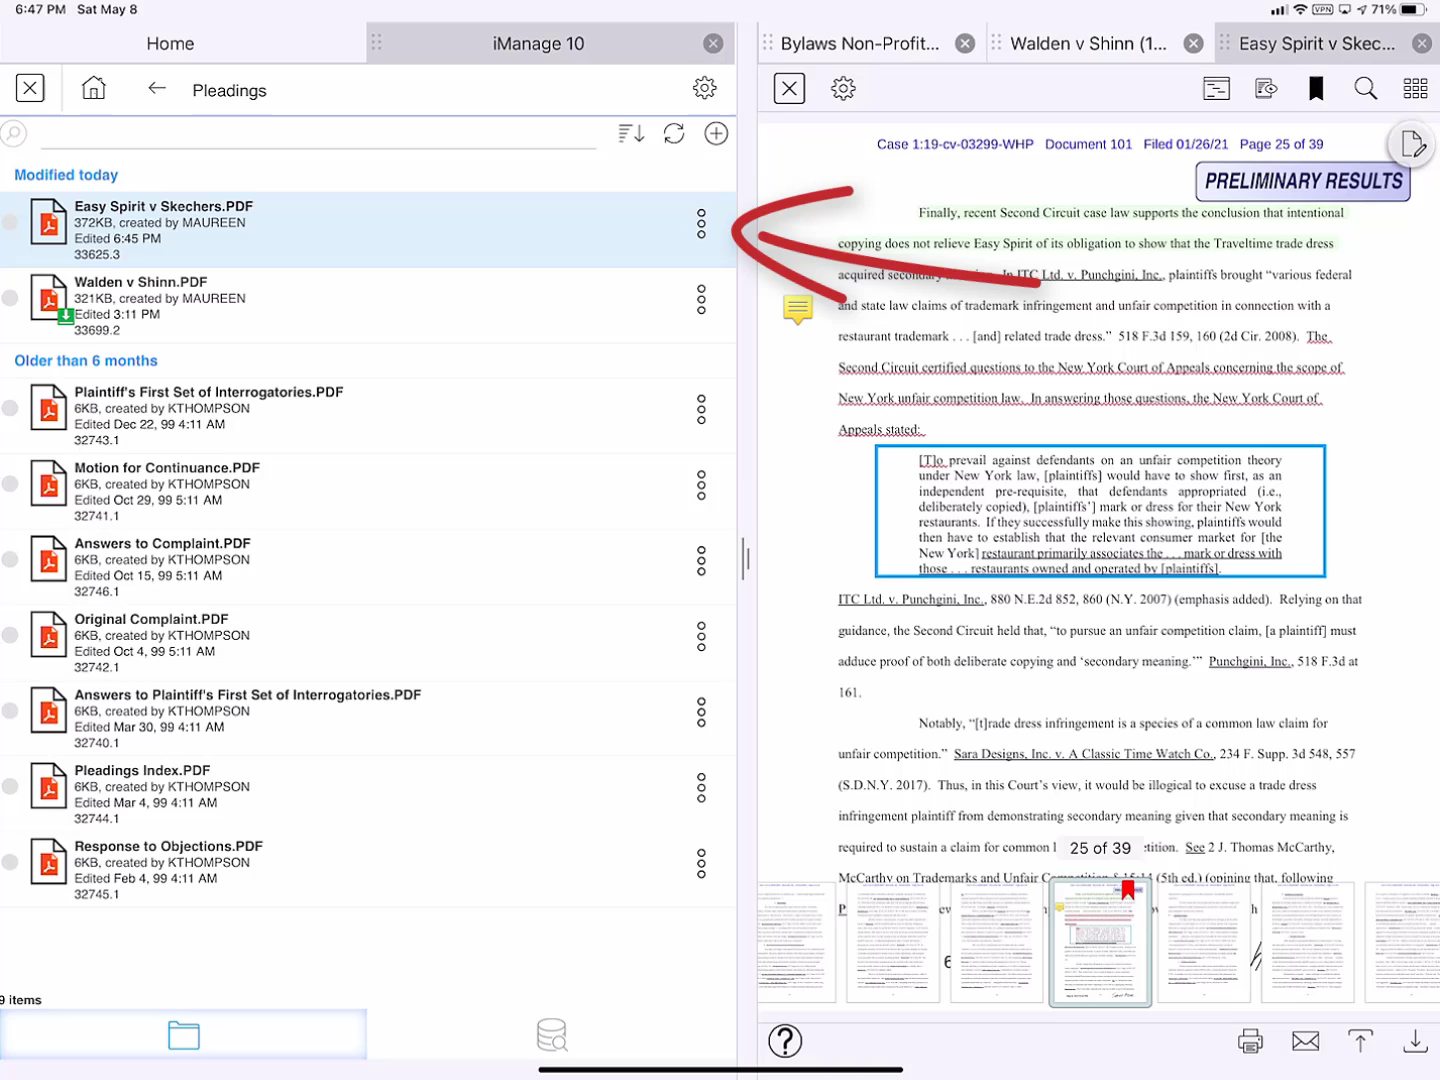 6:47 PM Sat May 8
VPN 71%
Home
iManage 10
Bylaws Non-Profit...
Walden v Shinn (1...
Easy Spirit v Skec...
Pleadings
Modified today
Easy Spirit v Skechers.PDF
372KB, created by MAUREEN
Edited 6:45 PM
33625.3
Walden v Shinn.PDF
321KB, created by MAUREEN
Edited 3:11 PM
33699.2
Older than 6 months
Plaintiff's First Set of Interrogatories.PDF
6KB, created by KTHOMPSON
Edited Dec 22, 99 4:11 AM
32743.1
Motion for Continuance.PDF
6KB, created by KTHOMPSON
Edited Oct 29, 99 5:11 AM
32741.1
Answers to Complaint.PDF
6KB, created by KTHOMPSON
Edited Oct 15, 99 5:11 AM
32746.1
Original Complaint.PDF
6KB, created by KTHOMPSON
Edited Oct 4, 99 5:11 AM
32742.1
Answers to Plaintiff's First Set of Interrogatories.PDF
6KB, created by KTHOMPSON
Edited Mar 30, 99 4:11 AM
32740.1
Pleadings Index.PDF
6KB, created by KTHOMPSON
Edited Mar 4, 99 4:11 AM
32744.1
Response to Objections.PDF
6KB, created by KTHOMPSON
Edited Feb 4, 99 4:11 AM
32745.1
9 items
Case 1:19-cv-03299-WHP Document 101 Filed 01/26/21 Page 25 of 39
PRELIMINARY RESULTS
Finally, recent Second Circuit case law supports the conclusion that intentional
copying does not relieve Easy Spirit of its obligation to show that the Traveltime trade dress
acquired secondary In ITC Ltd. v. Punchgini, Inc., plaintiffs brought “various federal
and state law claims of trademark infringement and unfair competition in connection with a
restaurant trademark . . . [and] related trade dress.” 518 F.3d 159, 160 (2d Cir. 2008). The
Second Circuit certified questions to the New York Court of Appeals concerning the scope of
New York unfair competition law. In answering those questions, the New York Court of
Appeals stated:
[T]o prevail against defendants on an unfair competition theory
under New York law, [plaintiffs] would have to show first, as an
independent pre-requisite, that defendants appropriated (i.e.,
deliberately copied), [plaintiffs’] mark or dress for their New York
restaurants. If they successfully make this showing, plaintiffs would
then have to establish that the relevant consumer market for [the
New York] restaurant primarily associates the . . . mark or dress with
those . . . restaurants owned and operated by [plaintiffs].
ITC Ltd. v. Punchgini, Inc., 880 N.E.2d 852, 860 (N.Y. 2007) (emphasis added). Relying on that
guidance, the Second Circuit held that, “to pursue an unfair competition claim, [a plaintiff] must
adduce proof of both deliberate copying and ‘secondary meaning.’” Punchgini, Inc., 518 F.3d at
161.
Notably, “[t]rade dress infringement is a species of a common law claim for
unfair competition.” Sara Designs, Inc. v. A Classic Time Watch Co., 234 F. Supp. 3d 548, 557
(S.D.N.Y. 2017). Thus, in this Court’s view, it would be illogical to excuse a trade dress
infringement plaintiff from demonstrating secondary meaning given that secondary meaning is
required to sustain a claim for common See 2 J. Thomas McCarthy,
25 of 39
McCarthy on Trademarks and Unfair Competition § 15:14 (5th ed.) (opining that, following